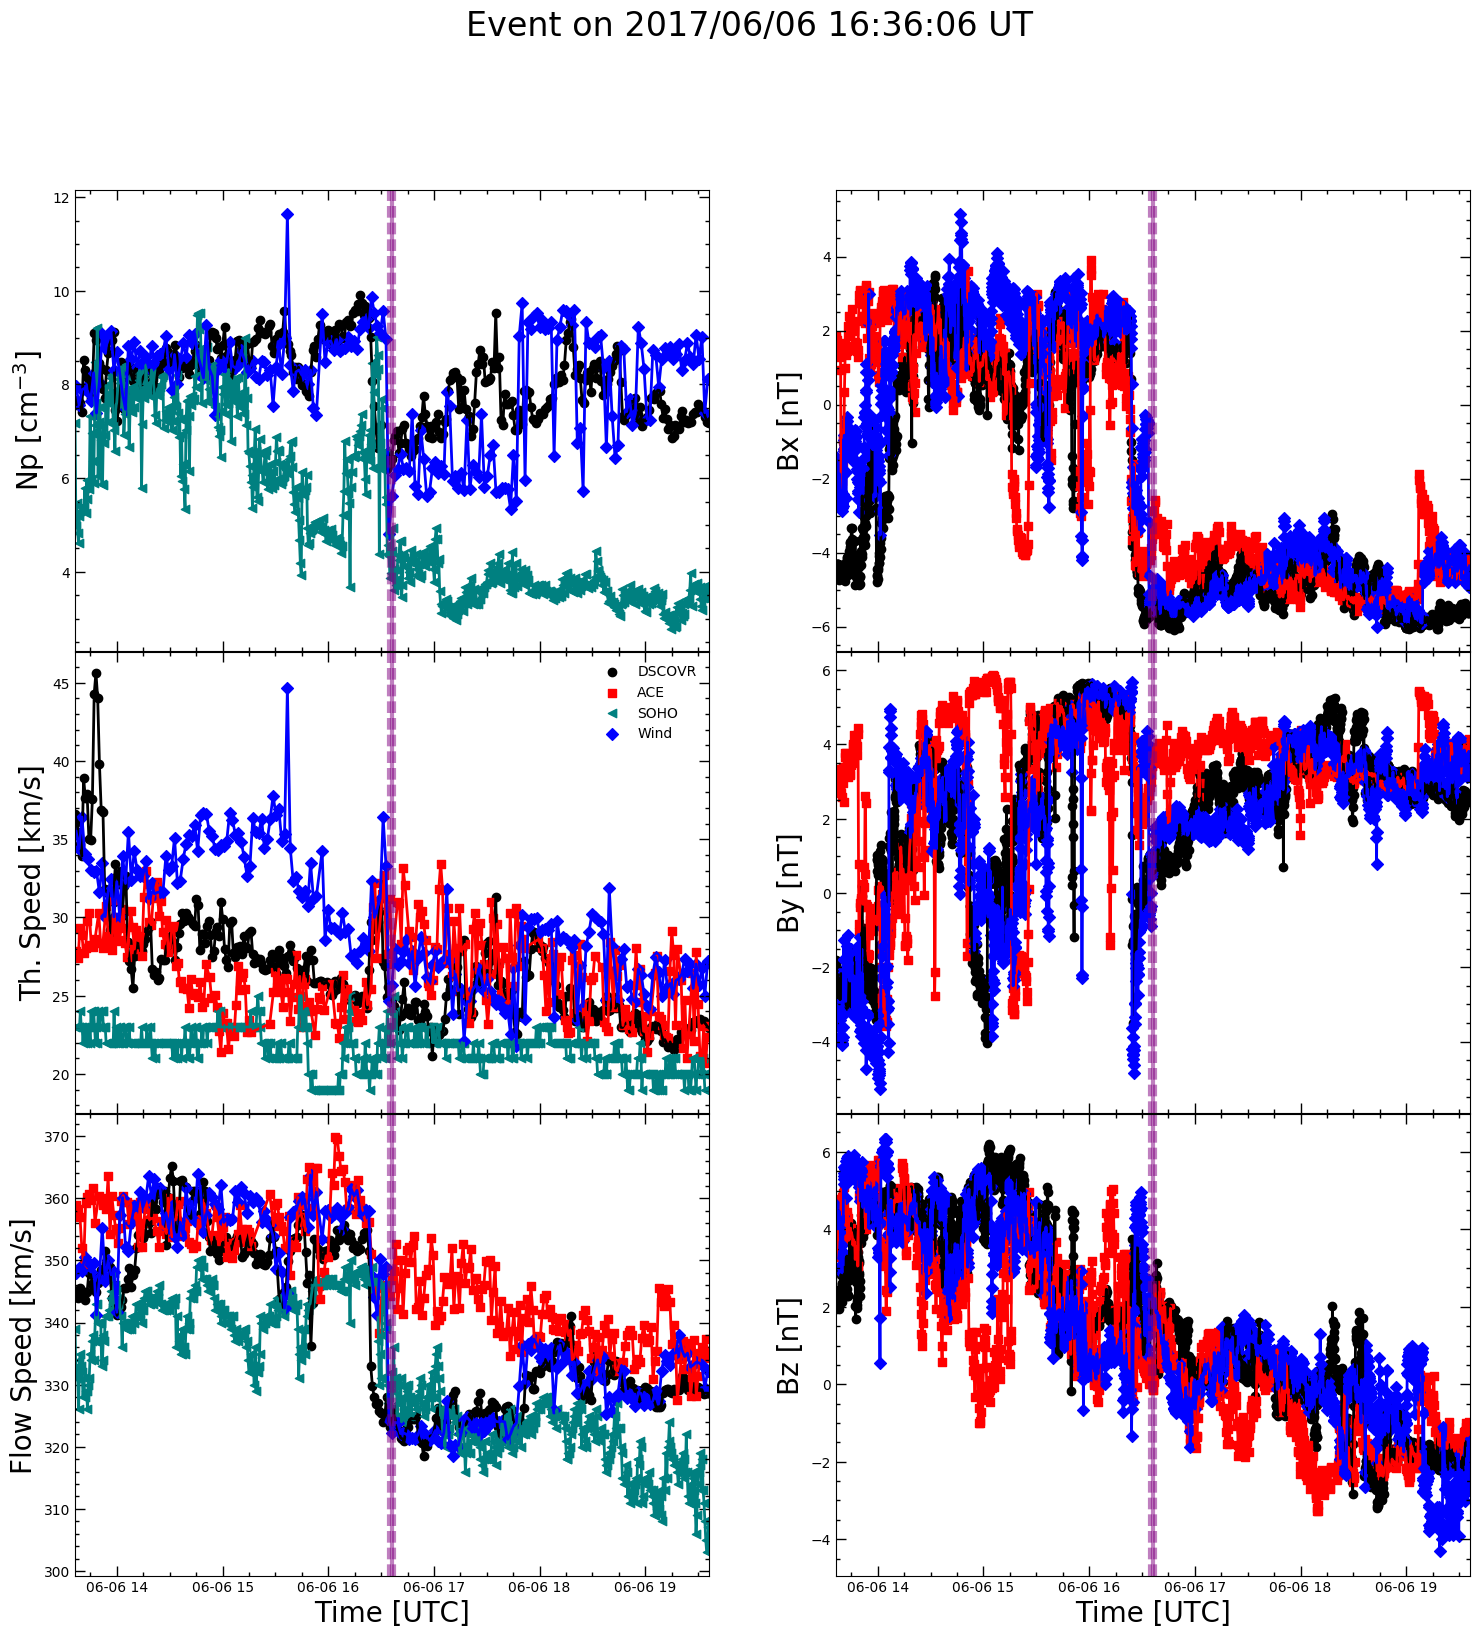 Event on 2017/06/06 16:36:06 UT
12
10
8
6
4
Np [cm⁻³]
4
2
0
−2
−4
−6
Bx [nT]
45
40
35
30
25
20
Th. Speed [km/s]
DSCOVR
ACE
SOHO
Wind
6
4
2
0
−2
−4
By [nT]
370
360
350
340
330
320
310
300
Flow Speed [km/s]
06-06 14 06-06 15 06-06 16 06-06 17 06-06 18 06-06 19
Time [UTC]
6
4
2
0
−2
−4
Bz [nT]
06-06 14 06-06 15 06-06 16 06-06 17 06-06 18 06-06 19
Time [UTC]